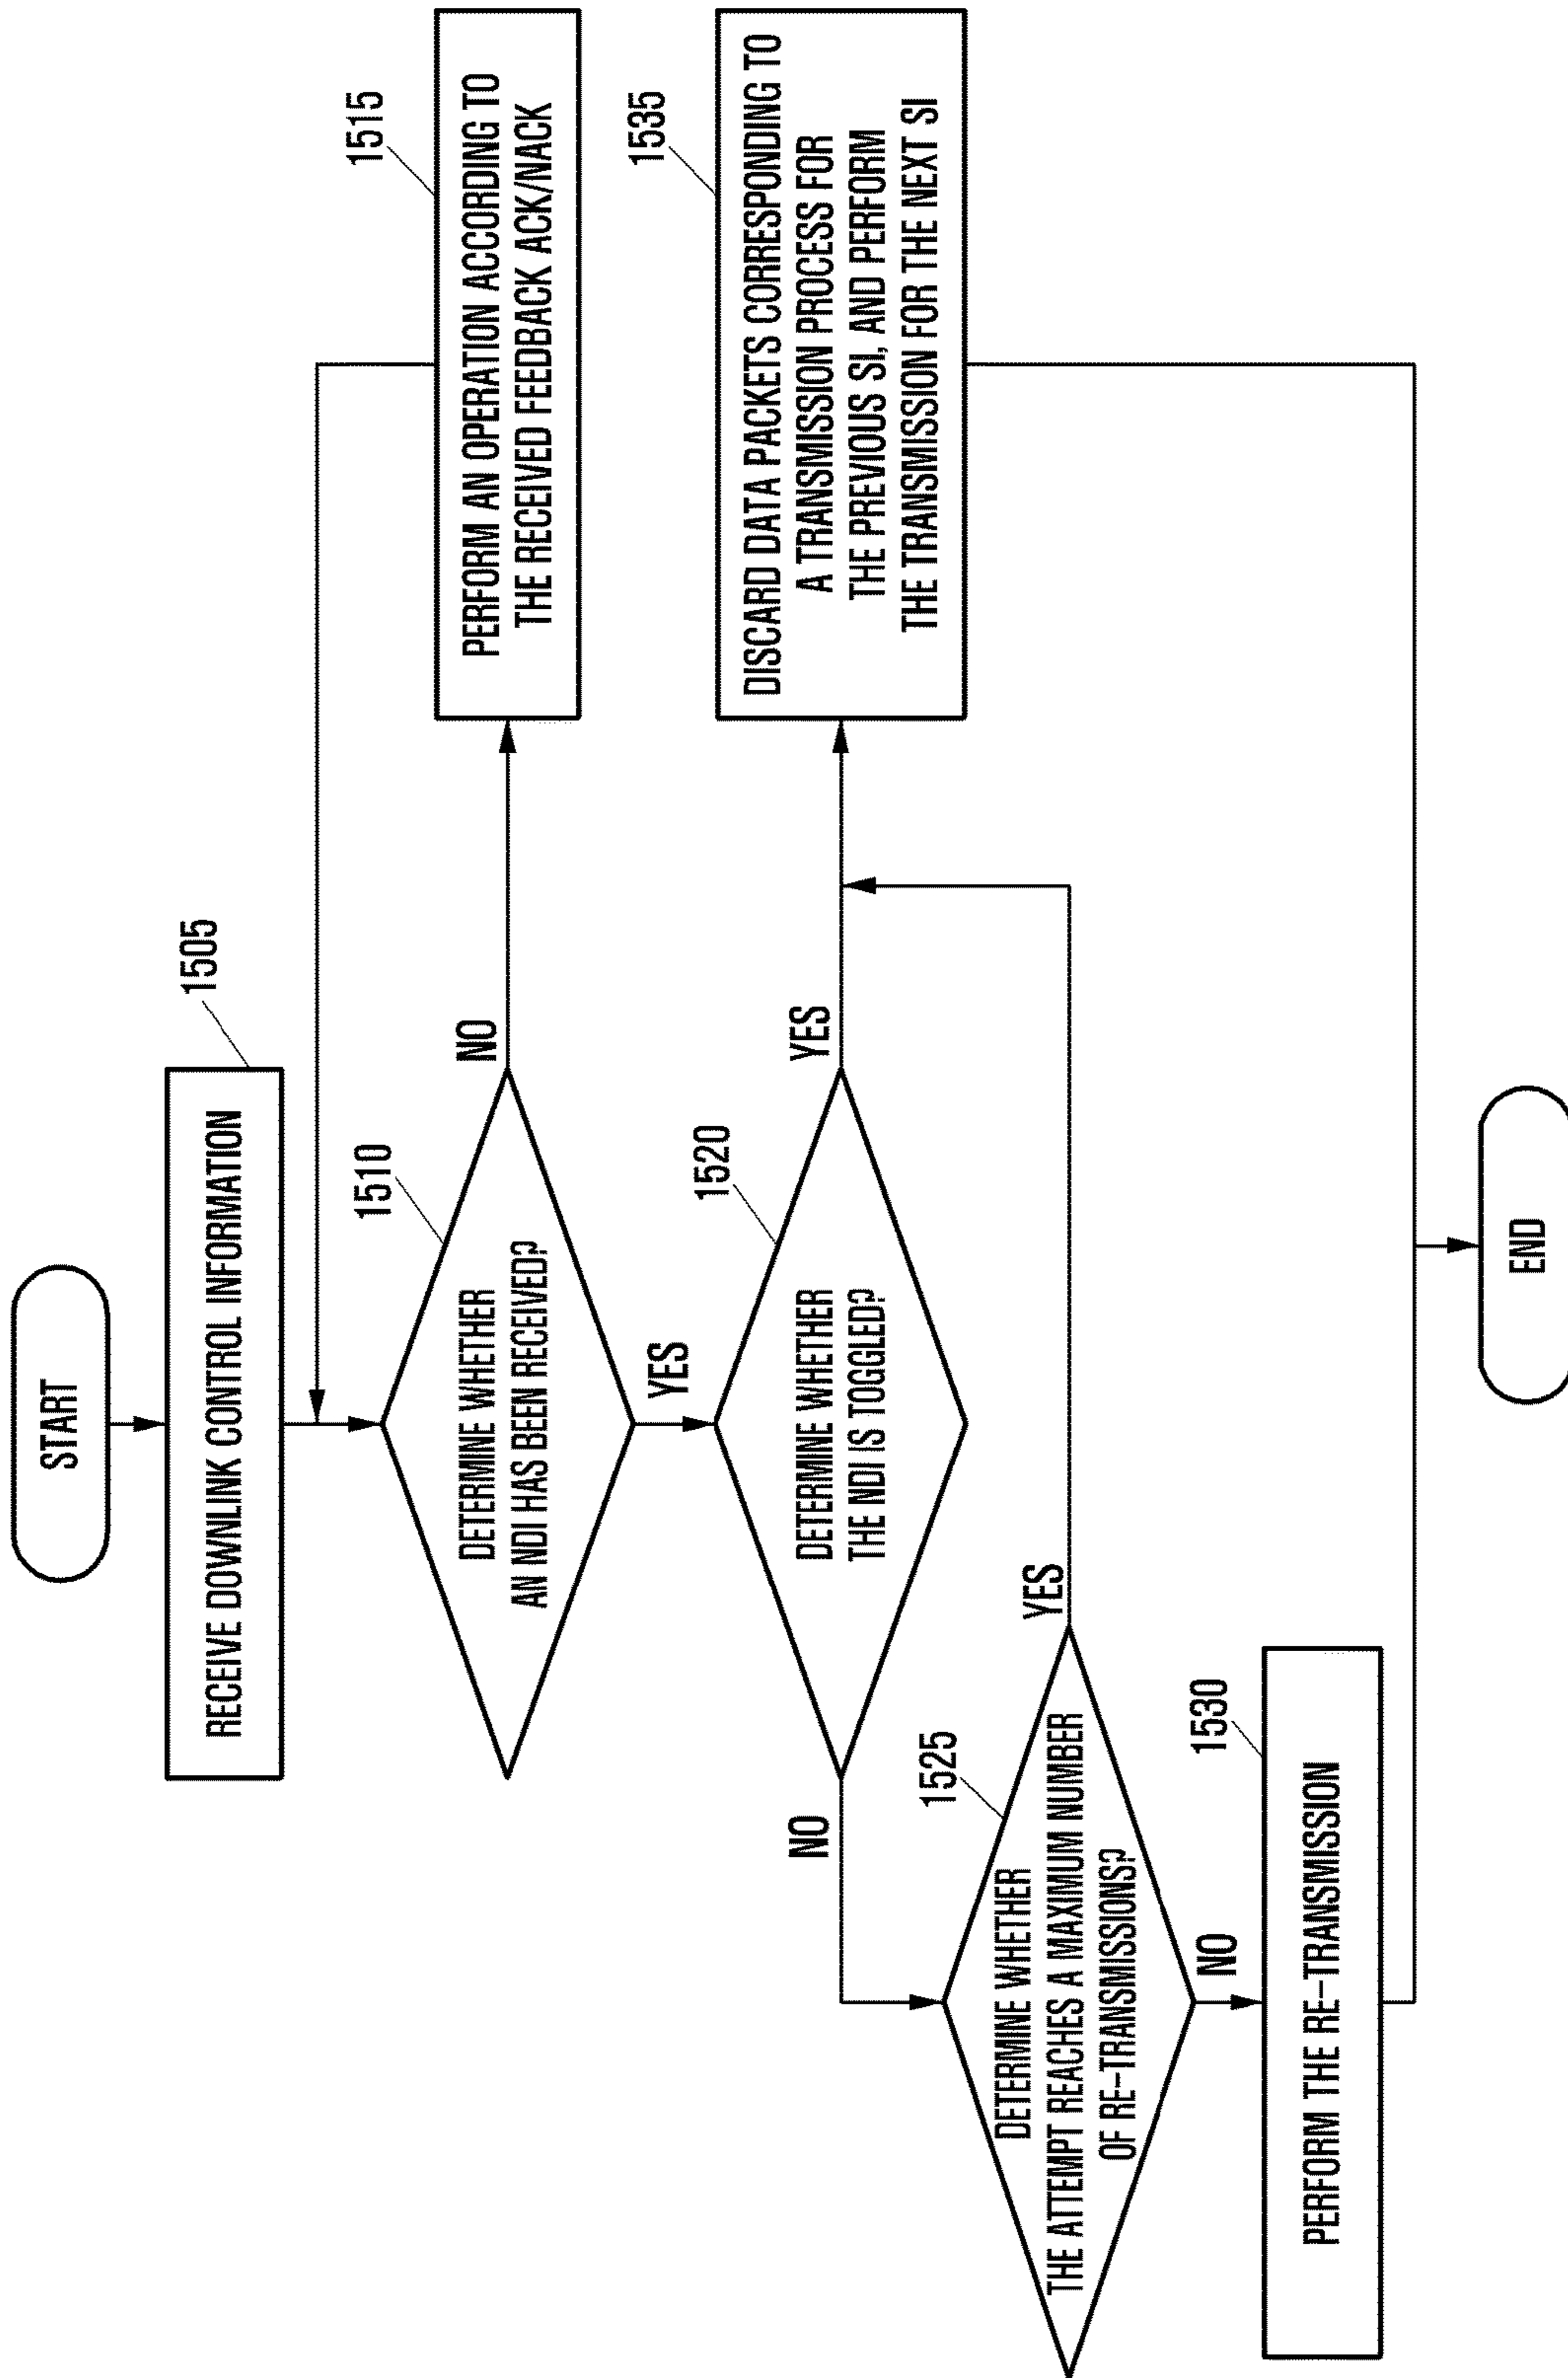 START
1505
RECEIVE DOWNLINK CONTROL INFORMATION
1510
DETERMINE WHETHER
AN NDI HAS BEEN RECEIVED?
NO
1515
PERFORM AN OPERATION ACCORDING TO
THE RECEIVED FEEDBACK ACK/NACK
YES
1520
DETERMINE WHETHER
THE NDI IS TOGGLED?
NO
YES
1535
DISCARD DATA PACKETS CORRESPONDING TO
A TRANSMISSION PROCESS FOR
THE PREVIOUS SI, AND PERFORM
THE TRANSMISSION FOR THE NEXT SI
1525
DETERMINE WHETHER
THE ATTEMPT REACHES A MAXIMUM NUMBER
OF RE-TRANSMISSIONS?
YES
NO
1530
PERFORM THE RE-TRANSMISSION
END